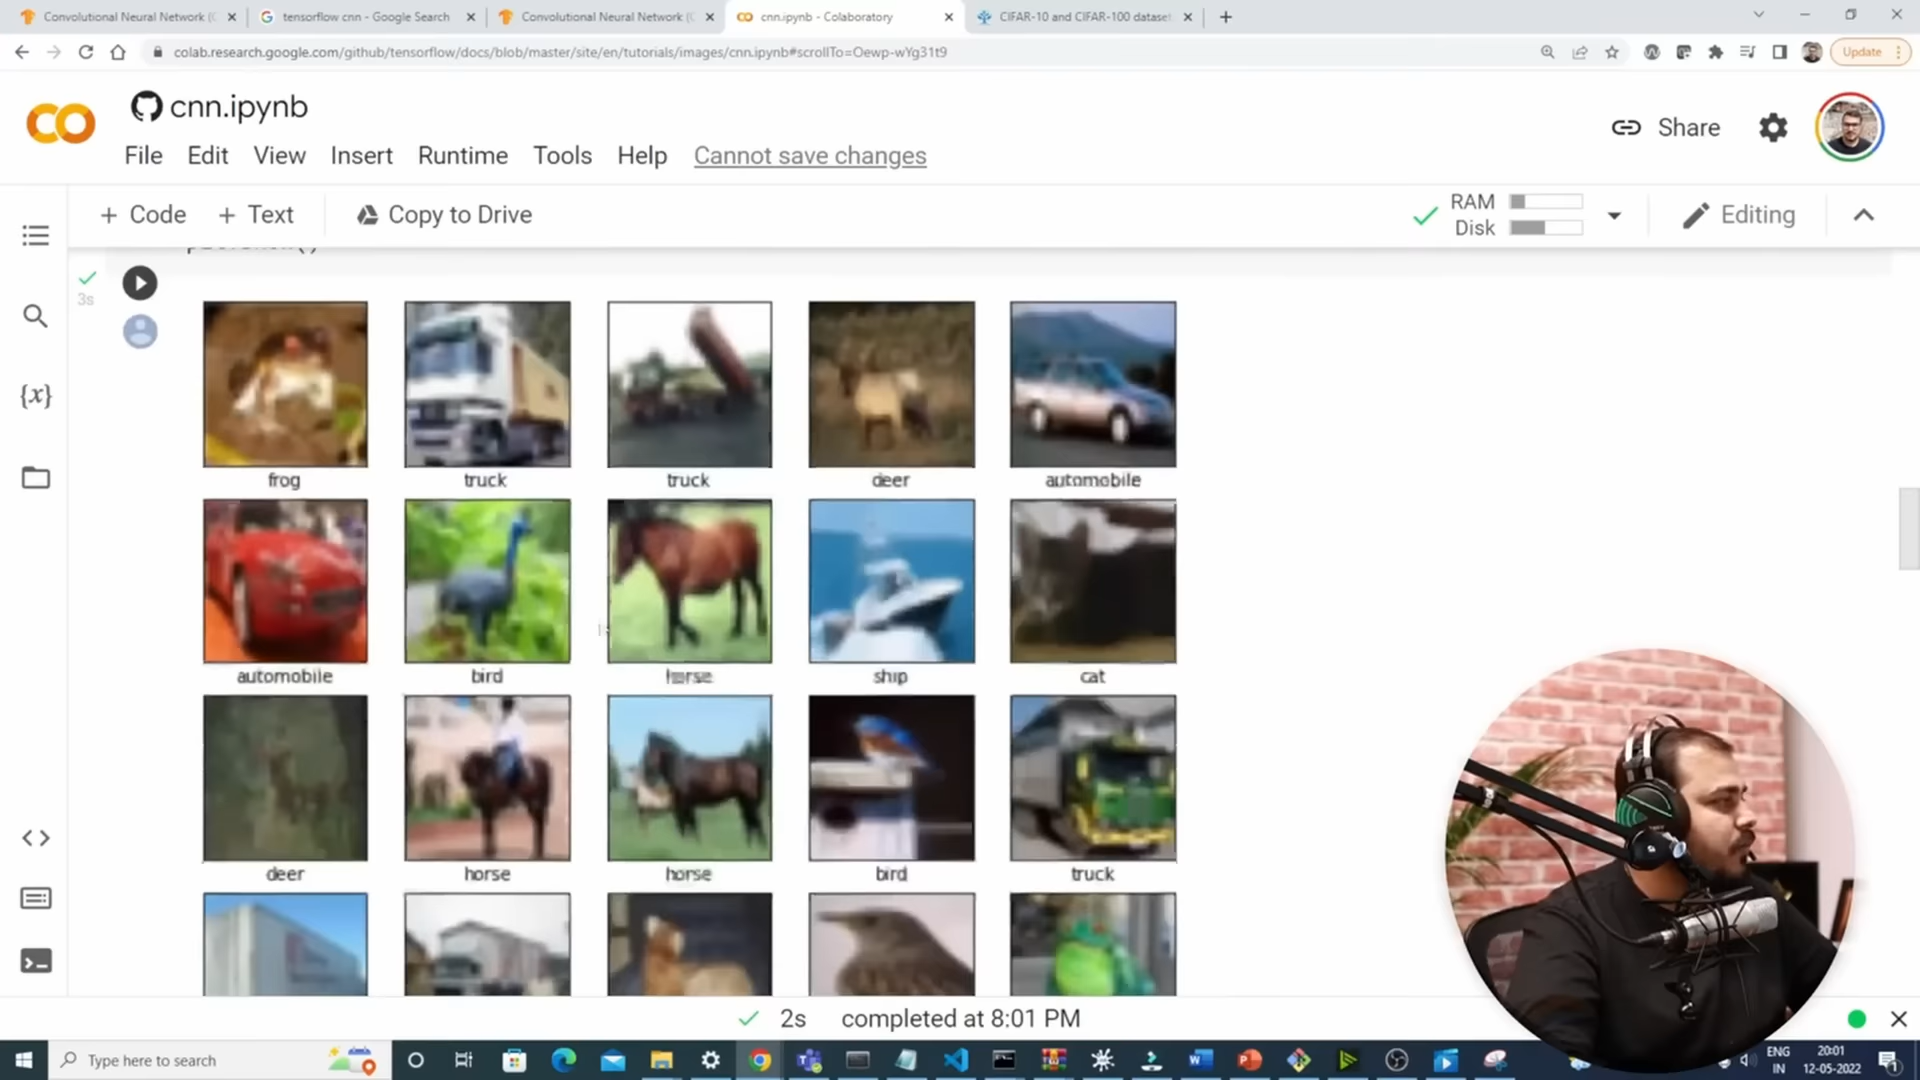 Convolutional Neural Network (C
tensorflow cnn - Google Search
Convolutional Neural Network (C
cnn.ipynb - Colaboratory
CIFAR-10 and CIFAR-100 dataset
colab.research.google.com/github/tensorflow/docs/blob/master/site/en/tutorials/images/cnn.ipynb#scrollTo=Oewp-wYg31t9
Update
cnn.ipynb
File Edit View Insert Runtime Tools Help Cannot save changes
Share
+ Code + Text Copy to Drive
RAM
Disk
Editing
3s
{x}
frog truck truck deer automobile
automobile bird horse ship cat
deer horse horse bird truck
2s completed at 8:01 PM
Type here to search
ENG
IN
20:01
12-05-2022